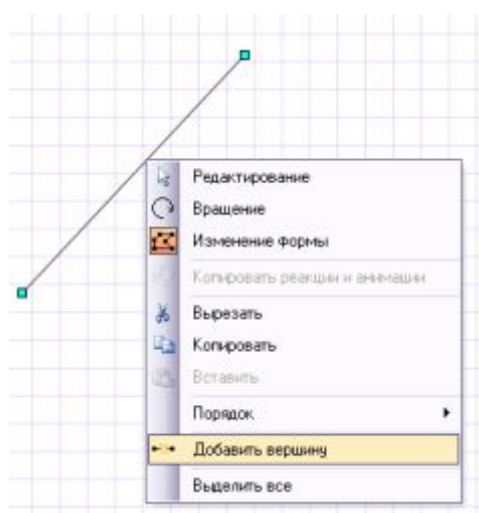 Редактирование
Вращение
Изменение формы
Копировать реакции и анимации
Вырезать
Копировать
Вставить
Порядок
Добавить вершину
Выделить все